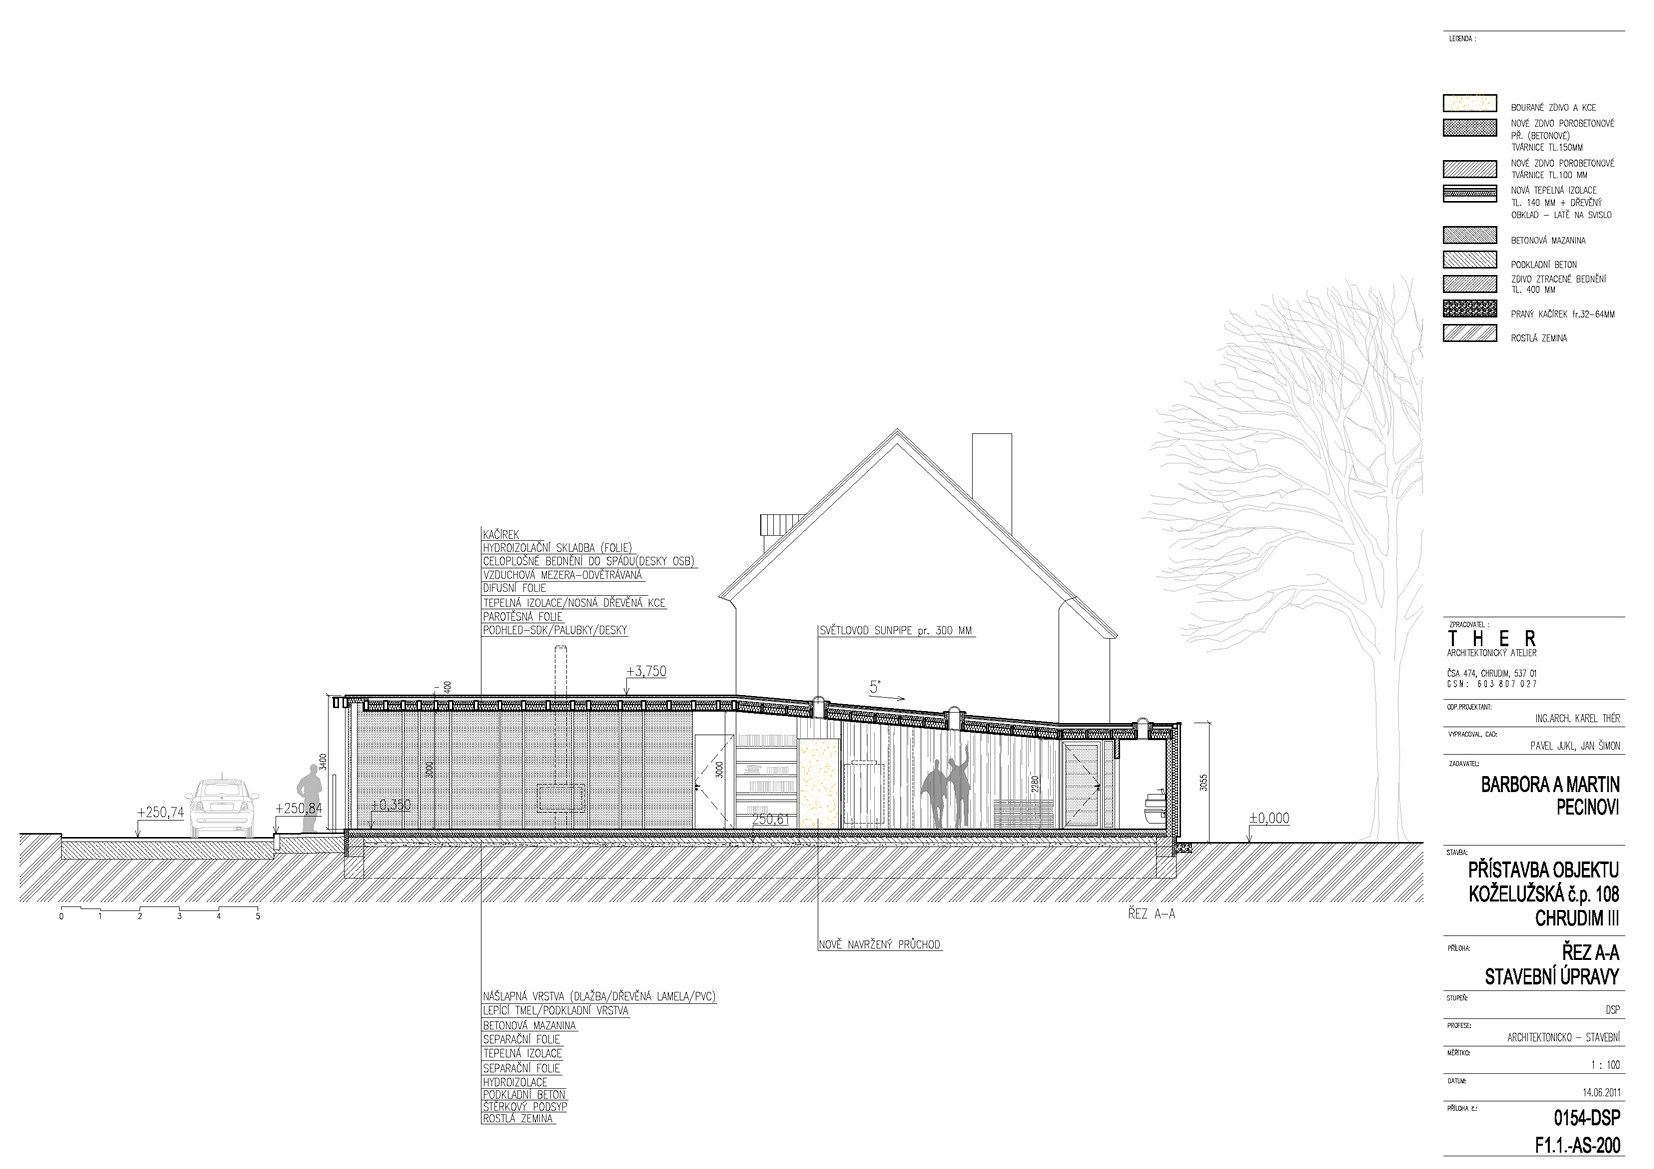 LEGENDA :
BOURANÉ ZDIVO A KCE
NOVÉ ZDIVO POROBETONOVÉ
PŘ. (BETONOVÉ)
TVÁRNICE TL.150MM
NOVÉ ZDIVO POROBETONOVÉ
TVÁRNICE TL.100 MM
NOVÁ TEPELNÁ IZOLACE
TL. 140 MM + DŘEVĚNÝ
OBKLAD – LATĚ NA SVISLO
BETONOVÁ MAZANINA
PODKLADNÍ BETON
ZDIVO ZTRACENÉ BEDNĚNÍ
TL. 400 MM
PRANÝ KAČÍREK fr.32–64MM
ROSTLÁ ZEMINA
KAČÍREK
HYDROIZOLAČNÍ SKLADBA (FOLIE)
CELOPLOŠNÉ BEDNĚNÍ DO SPÁDU(DESKY OSB)
VZDUCHOVÁ MEZERA–ODVĚTRÁVANÁ
DIFUSNÍ FOLIE
TEPELNÁ IZOLACE/NOSNÁ DŘEVĚNÁ KCE
PAROTĚSNÁ FOLIE
PODHLED–SDK/PALUBKY/DESKY
SVĚTLOVOD SUNPIPE pr. 300 MM
+3,750
400
5°
3400
3000
3000
2280
3055
+250,74
+250,84
+0,350
250,61
±0,000
0 1 2 3 4 5
ŘEZ A–A
NOVĚ NAVRŽENÝ PRŮCHOD
NÁŠLAPNÁ VRSTVA (DLAŽBA/DŘEVĚNÁ LAMELA/PVC)
LEPÍCÍ TMEL/PODKLADNÍ VRSTVA
BETONOVÁ MAZANINA
SEPARAČNÍ FOLIE
TEPELNÁ IZOLACE
SEPARAČNÍ FOLIE
HYDROIZOLACE
PODKLADNÍ BETON
ŠTĚRKOVÝ PODSYP
ROSTLÁ ZEMINA
ZPRACOVATEL :
THER
ARCHITEKTONICKÝ ATELIER
ČSA 474, CHRUDIM, 537 01
GSM: 603 807 027
ODP.PROJEKTANT:
ING.ARCH. KAREL THÉR
VYPRACOVAL, CAD:
PAVEL JUKL, JAN ŠIMON
ZADAVATEL:
BARBORA A MARTIN
PECINOVI
STAVBA:
PŘÍSTAVBA OBJEKTU
KOŽELUŽSKÁ č.p. 108
CHRUDIM III
PŘÍLOHA:
ŘEZ A-A
STAVEBNÍ ÚPRAVY
STUPEŇ:
DSP
PROFESE:
ARCHITEKTONICKO – STAVEBNÍ
MĚŘÍTKO:
1 : 100
DATUM:
14.06.2011
PŘÍLOHA č.:
0154-DSP
F1.1.-AS-200